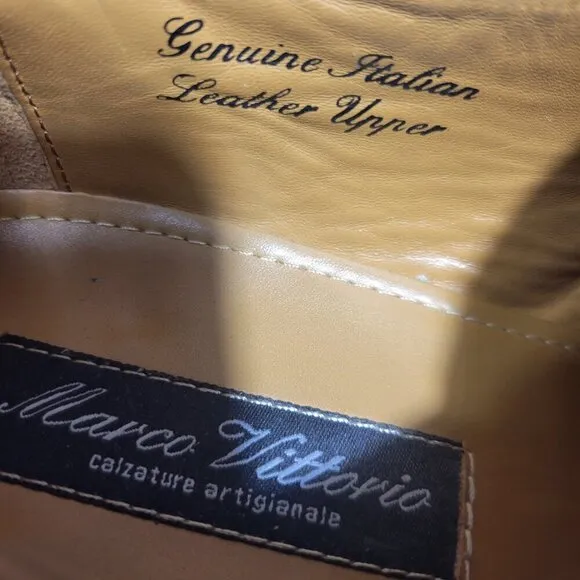 Genuine Italian
Leather Upper
Marco Vittorio
calzature artigianale